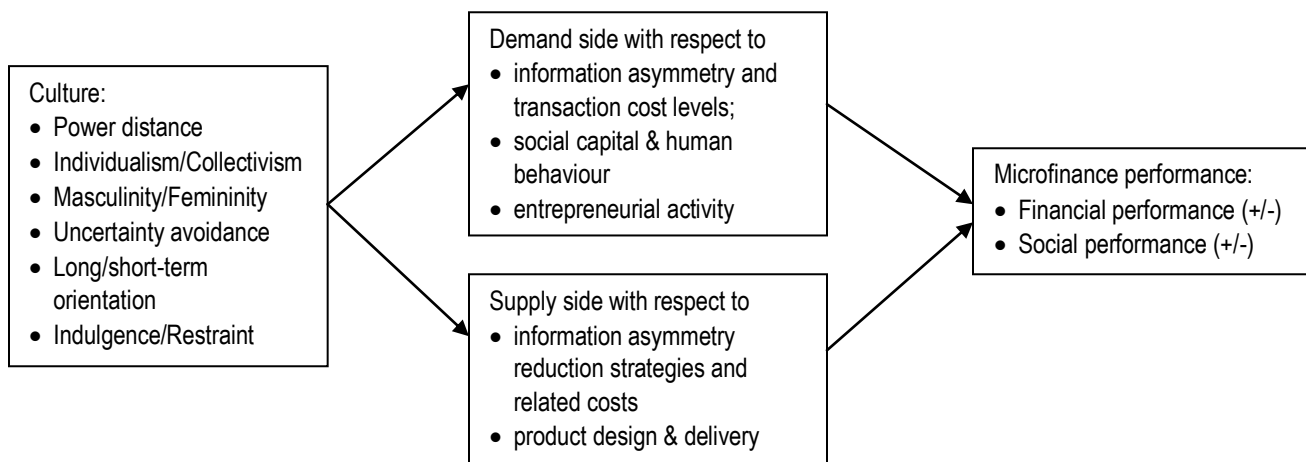 Culture:
• Power distance
• Individualism/Collectivism
• Masculinity/Femininity
• Uncertainty avoidance
• Long/short-term
orientation
• Indulgence/Restraint
Demand side with respect to
• information asymmetry and
transaction cost levels;
• social capital & human
behaviour
• entrepreneurial activity
Supply side with respect to
• information asymmetry
reduction strategies and
related costs
• product design & delivery
Microfinance performance:
• Financial performance (+/-)
• Social performance (+/-)